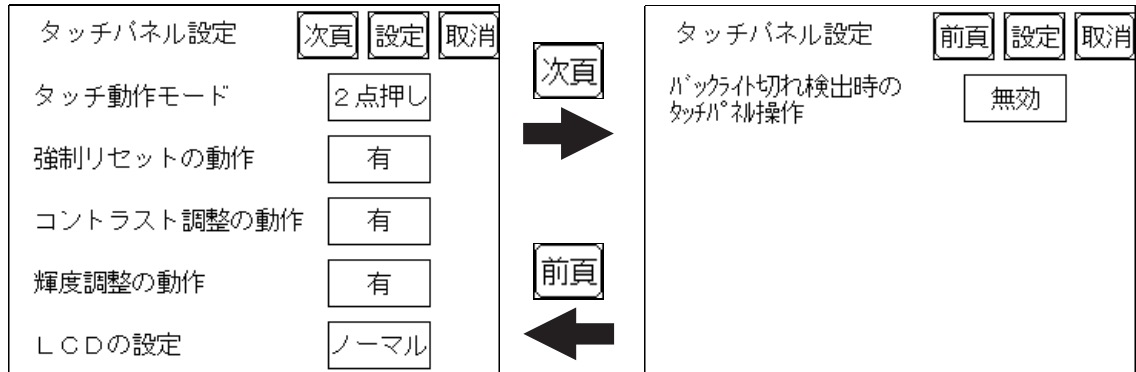 タッチパネル設定 次頁 設定 取消
タッチ動作モード 2点押し
強制リセットの動作 有
コントラスト調整の動作 有
輝度調整の動作 有
LCDの設定 ノーマル
次頁
前頁
タッチパネル設定 前頁 設定 取消
バックライト切れ検出時の
タッチパネル操作 無効